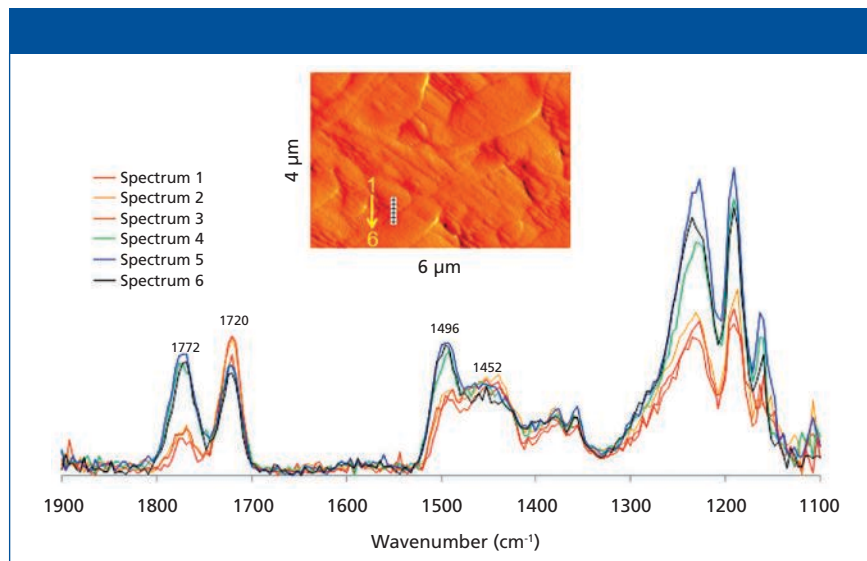 4 µm
1
6
6 µm
Spectrum 1
Spectrum 2
Spectrum 3
Spectrum 4
Spectrum 5
Spectrum 6
1772
1720
1496
1452
1900 1800 1700 1600 1500 1400 1300 1200 1100
Wavenumber (cm⁻¹)